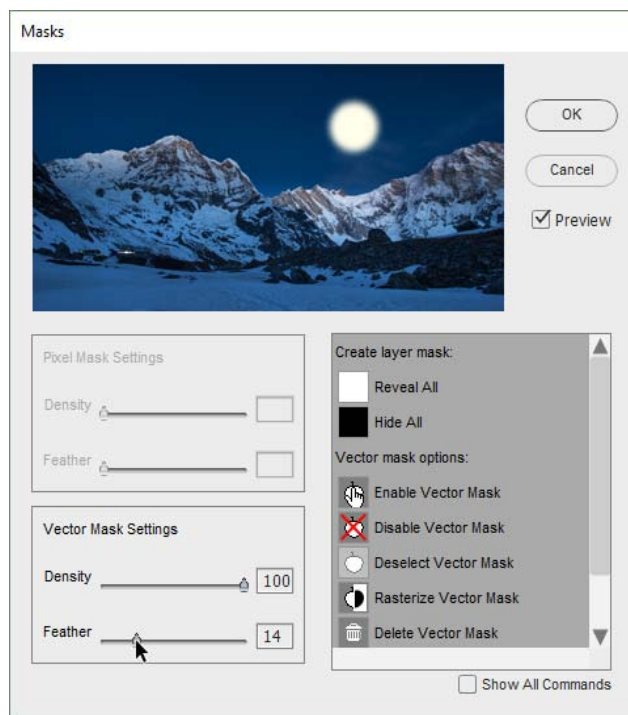 Masks
OK
Cancel
Preview
Pixel Mask Settings
Density
Feather
Vector Mask Settings
Density 100
Feather 14
Create layer mask:
Reveal All
Hide All
Vector mask options:
Enable Vector Mask
Disable Vector Mask
Deselect Vector Mask
Rasterize Vector Mask
Delete Vector Mask
Show All Commands